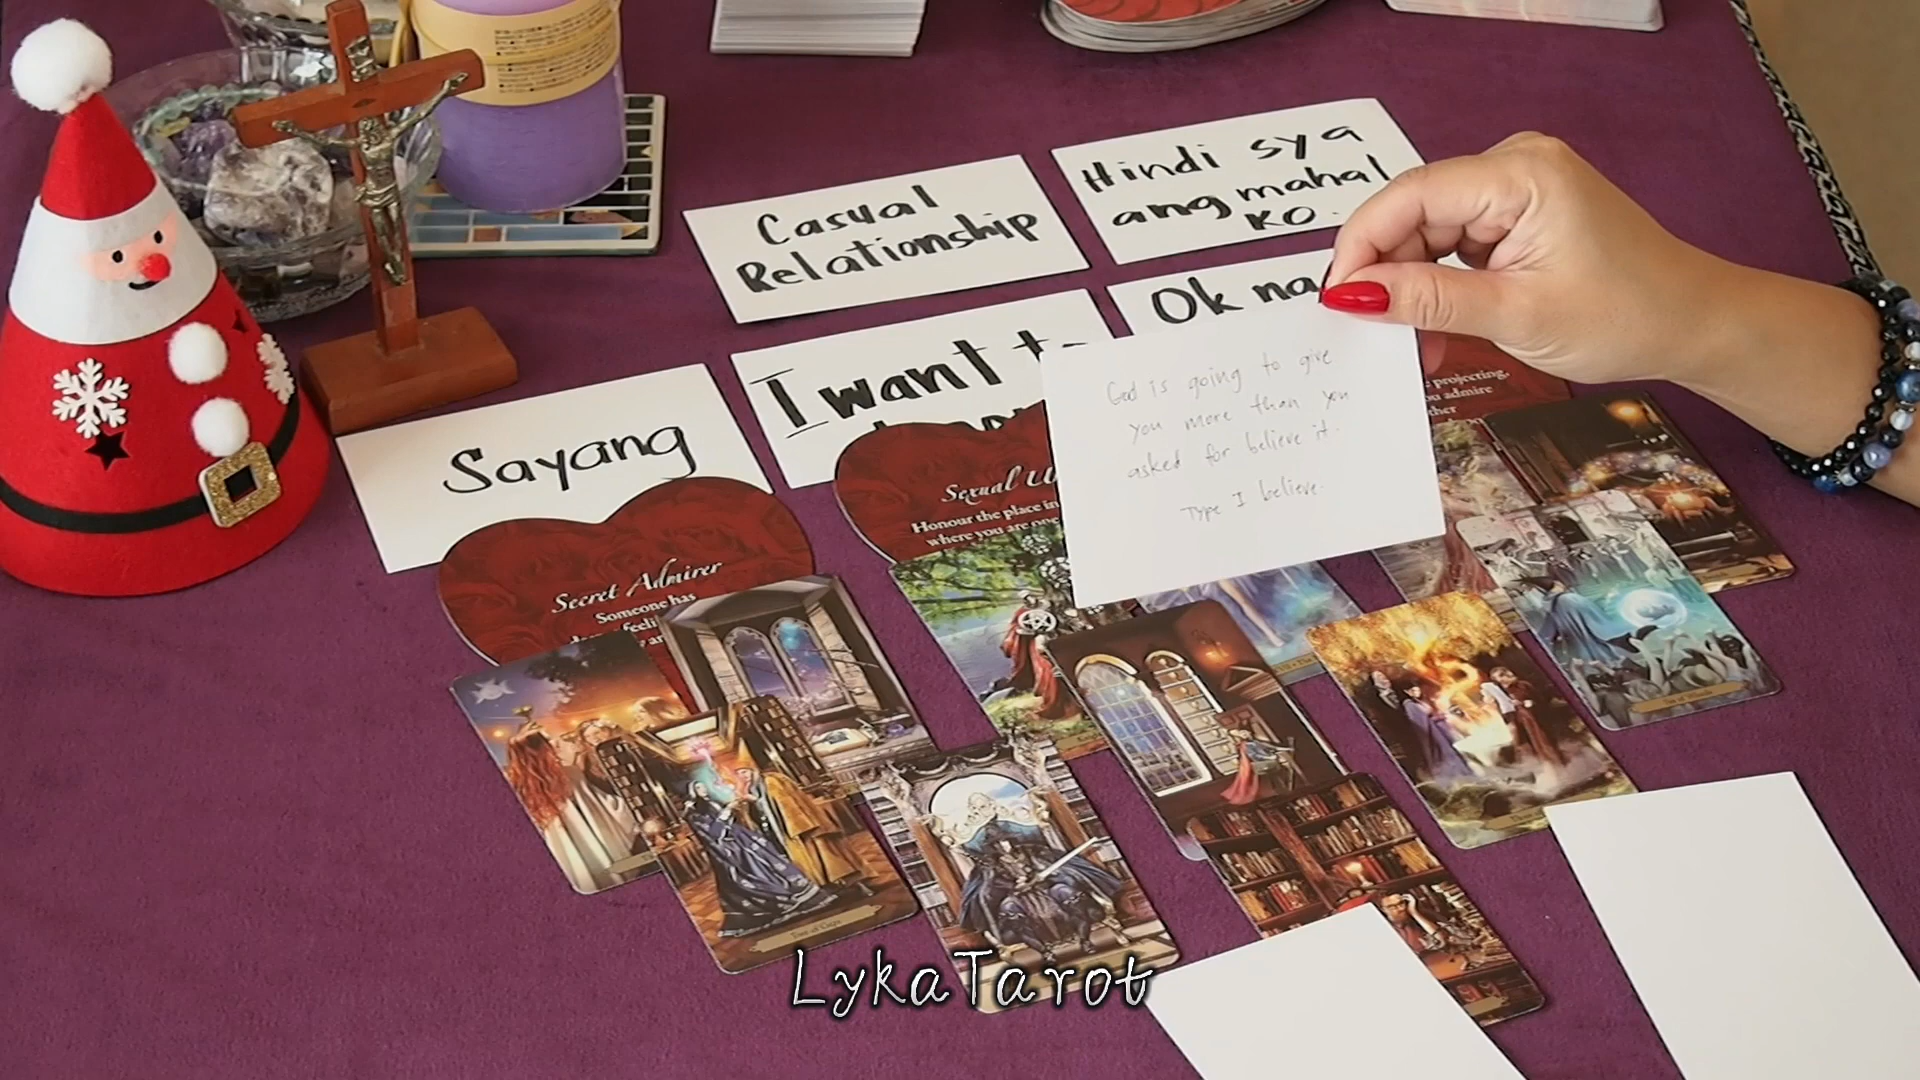 Casual
Relationship
Hindi sya
ang mahal
KO.
Sayang
I want
Ok na
God is going to give
you more than you
asked for believe it.
Type I believe.
projecting,
admire
Sexual
Honour the place in
where you are one
Secret Admirer
Someone has
LykaTarot